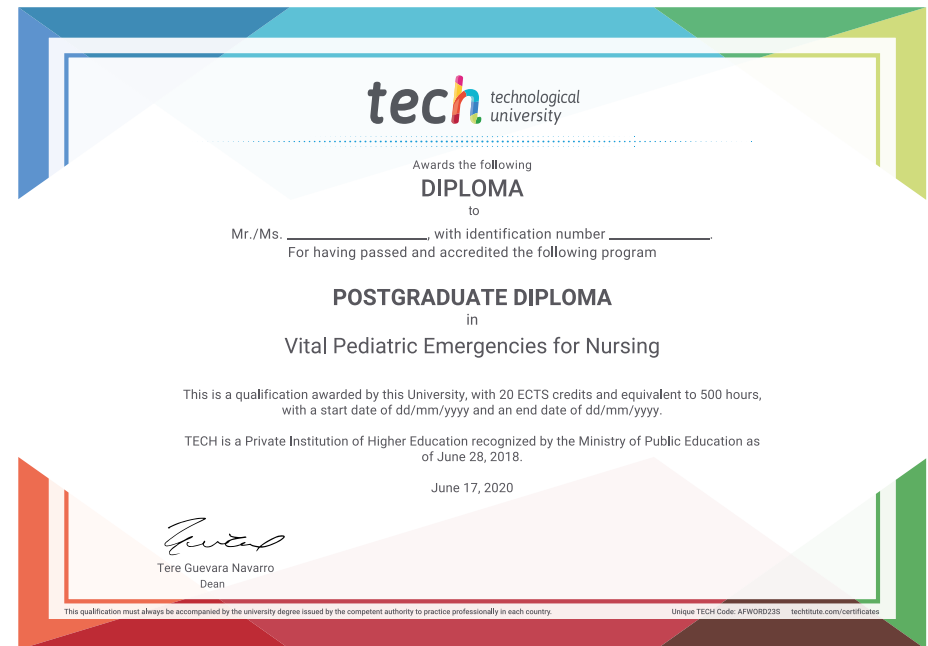 tech technological
university
Awards the following
DIPLOMA
to
Mr./Ms. ____________________, with identification number ______________.
For having passed and accredited the following program
POSTGRADUATE DIPLOMA
in
Vital Pediatric Emergencies for Nursing
This is a qualification awarded by this University, with 20 ECTS credits and equivalent to 500 hours,
with a start date of dd/mm/yyyy and an end date of dd/mm/yyyy.
TECH is a Private Institution of Higher Education recognized by the Ministry of Public Education as
of June 28, 2018.
June 17, 2020
Tere Guevara Navarro
Dean
This qualification must always be accompanied by the university degree issued by the competent authority to practice professionally in each country.
Unique TECH Code: AFWORD23S techtitute.com/certificates